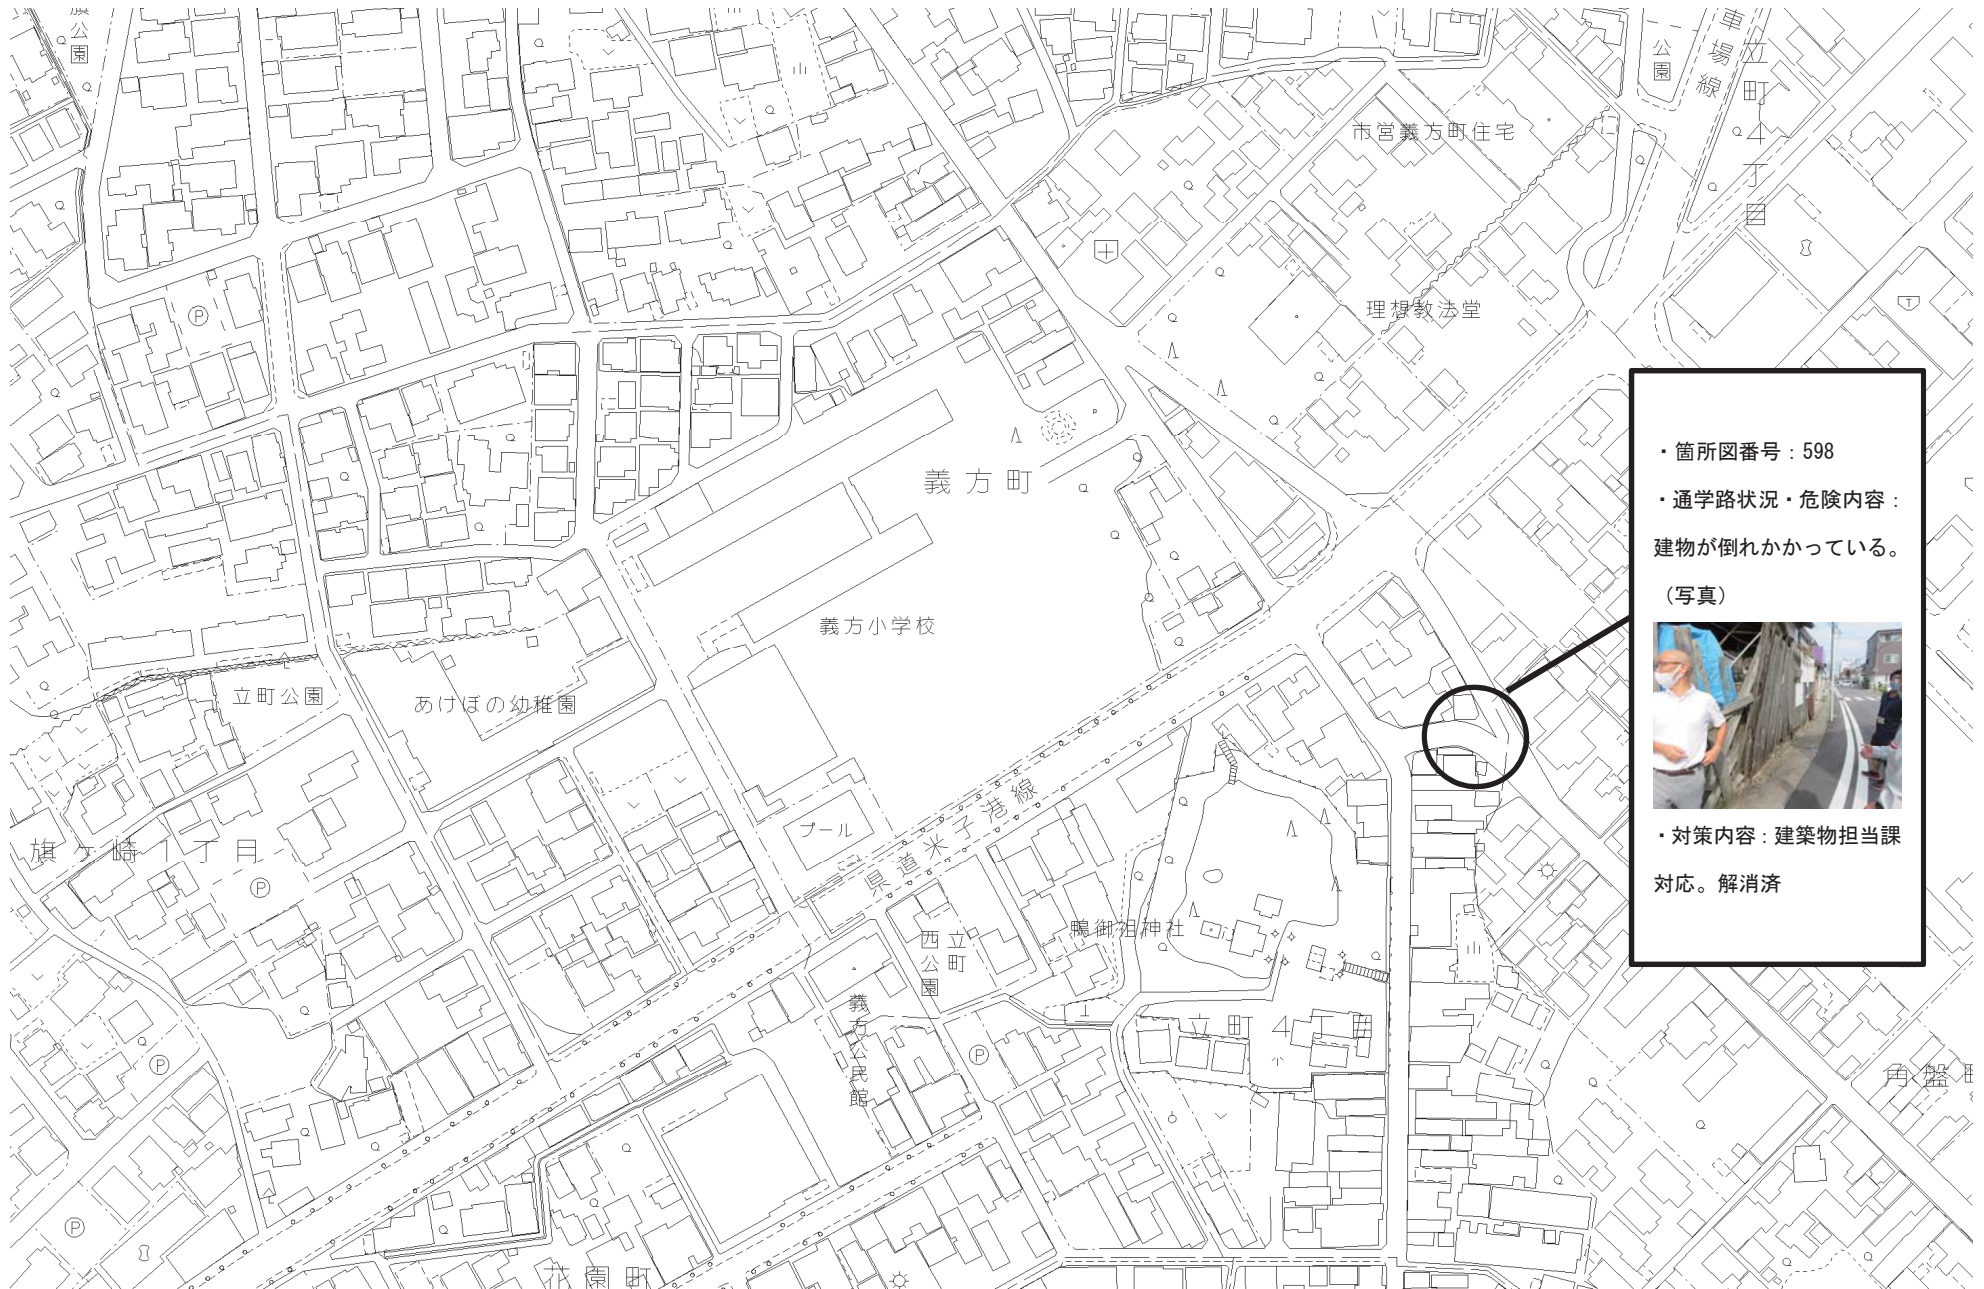 旗公園
公園
車場線
立町4丁目
市営義方町住宅
理想教法堂
義方町
義方小学校
立町公園
あけぼの幼稚園
プール
県道米子港線
旗ケ崎1丁目
鴨御祖神社
立町
西公園
義方公民館
立町4丁目
角盤町
花園町
P
P
P
P
P
T
・箇所図番号：598
・通学路状況・危険内容：
建物が倒れかかっている。
（写真）
・対策内容：建築物担当課
対応。解消済